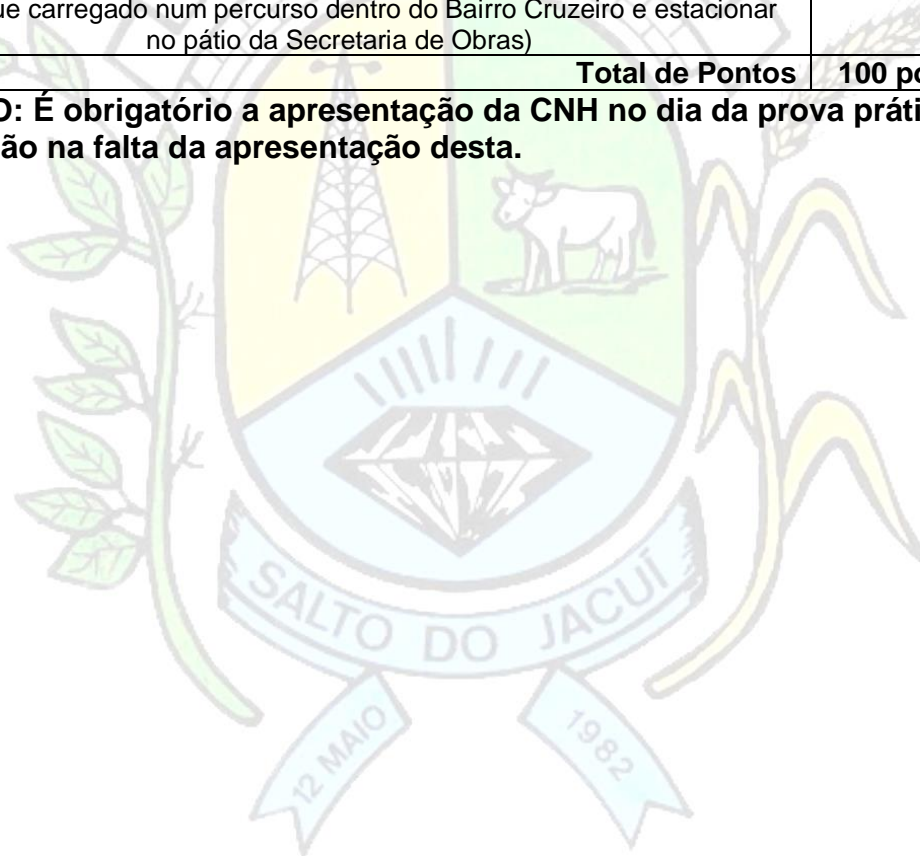 ue carregado num percurso dentro do Bairro Cruzeiro e estacionar
no pátio da Secretaria de Obras)
Total de Pontos 100
O: É obrigatório a apresentação da CNH no dia da prova
ão na falta da apresentação desta.
SALTO DO JACUÍ
12 MAIO 1982